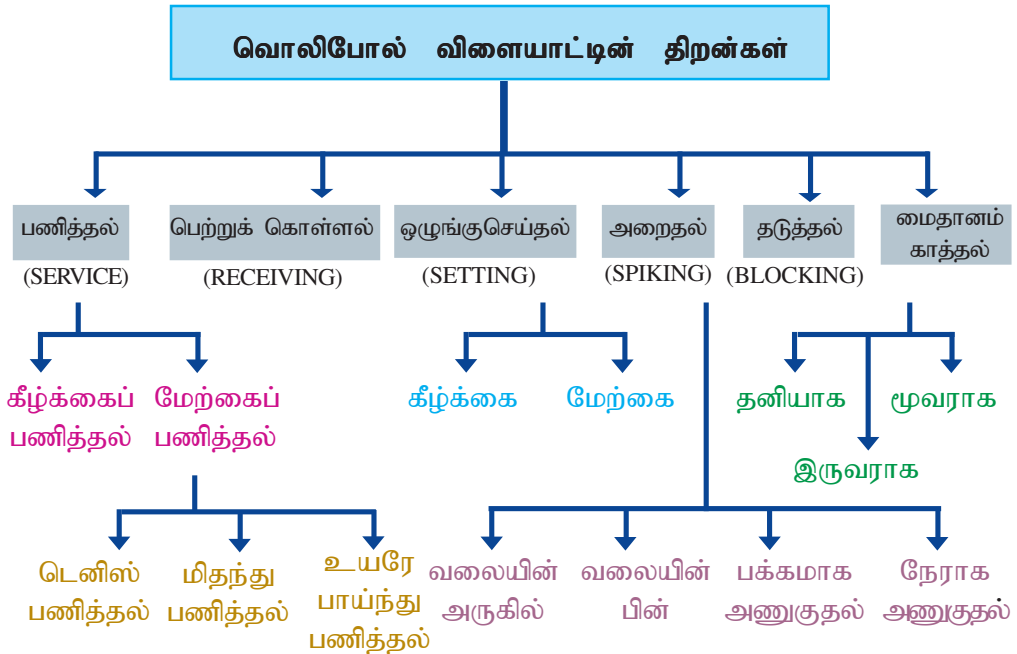 வொலிபோல் விளையாட்டின் திறன்கள்
பணித்தல்
பெற்றுக் கொள்ளல்
ஒழுங்குசெய்தல்
அறைதல்
தடுத்தல்
மைதானம்
காத்தல்
(SERVICE)
(RECEIVING)
(SETTING)
(SPIKING)
(BLOCKING)
கீழ்க்கைப்
பணித்தல்
மேற்கைப்
பணித்தல்
கீழ்க்கை
மேற்கை
தனியாக
மூவராக
இருவராக
டெனிஸ்
பணித்தல்
மிதந்து
பணித்தல்
உயரே
பாய்ந்து
பணித்தல்
வலையின்
அருகில்
வலையின்
பின்
பக்கமாக
அணுகுதல்
நேராக
அணுகுதல்